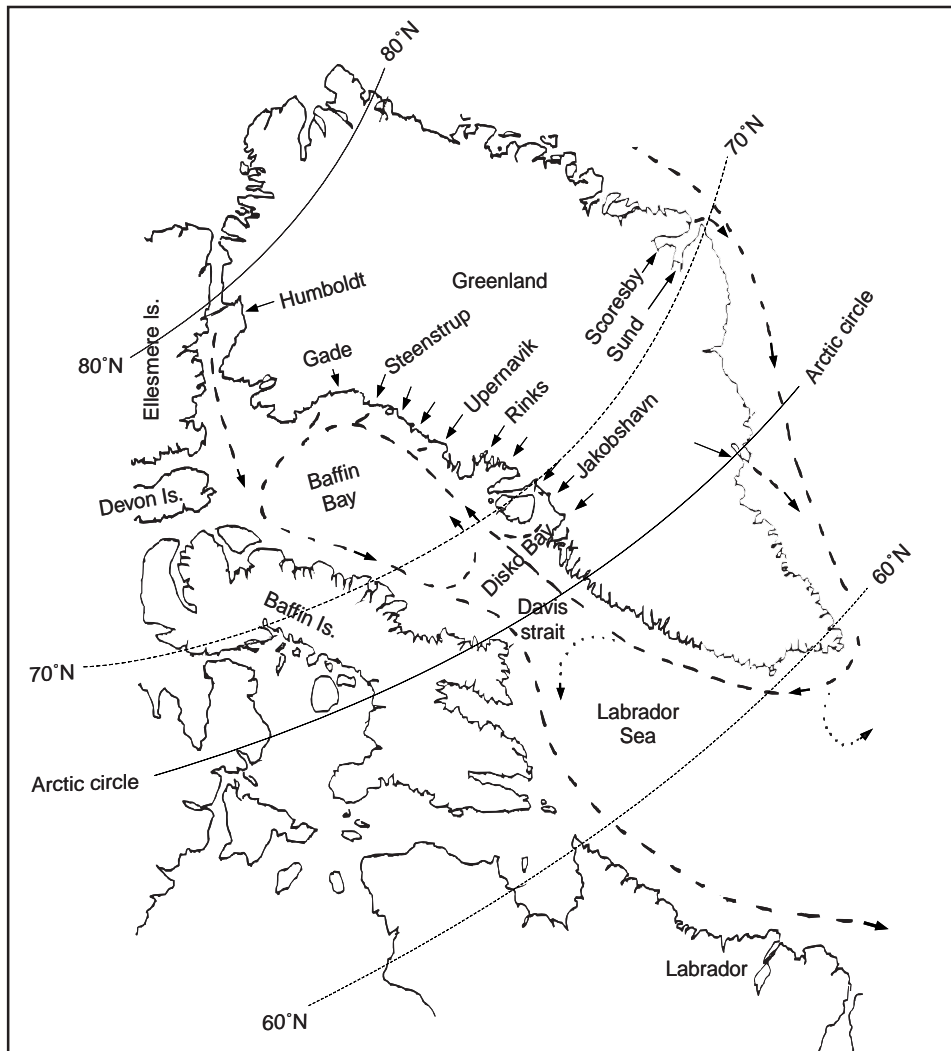 80˚N
70˚N
Greenland
Humboldt
Scoresby
Sund
Arctic circle
Ellesmere Is.
80˚N
Gade
Steenstrup
Upernavik
Rinks
Jakobshavn
Baffin
Bay
Devon Is.
Disko Bay
60˚N
Baffin Is.
Davis
strait
70˚N
Labrador
Sea
Arctic circle
Labrador
60˚N